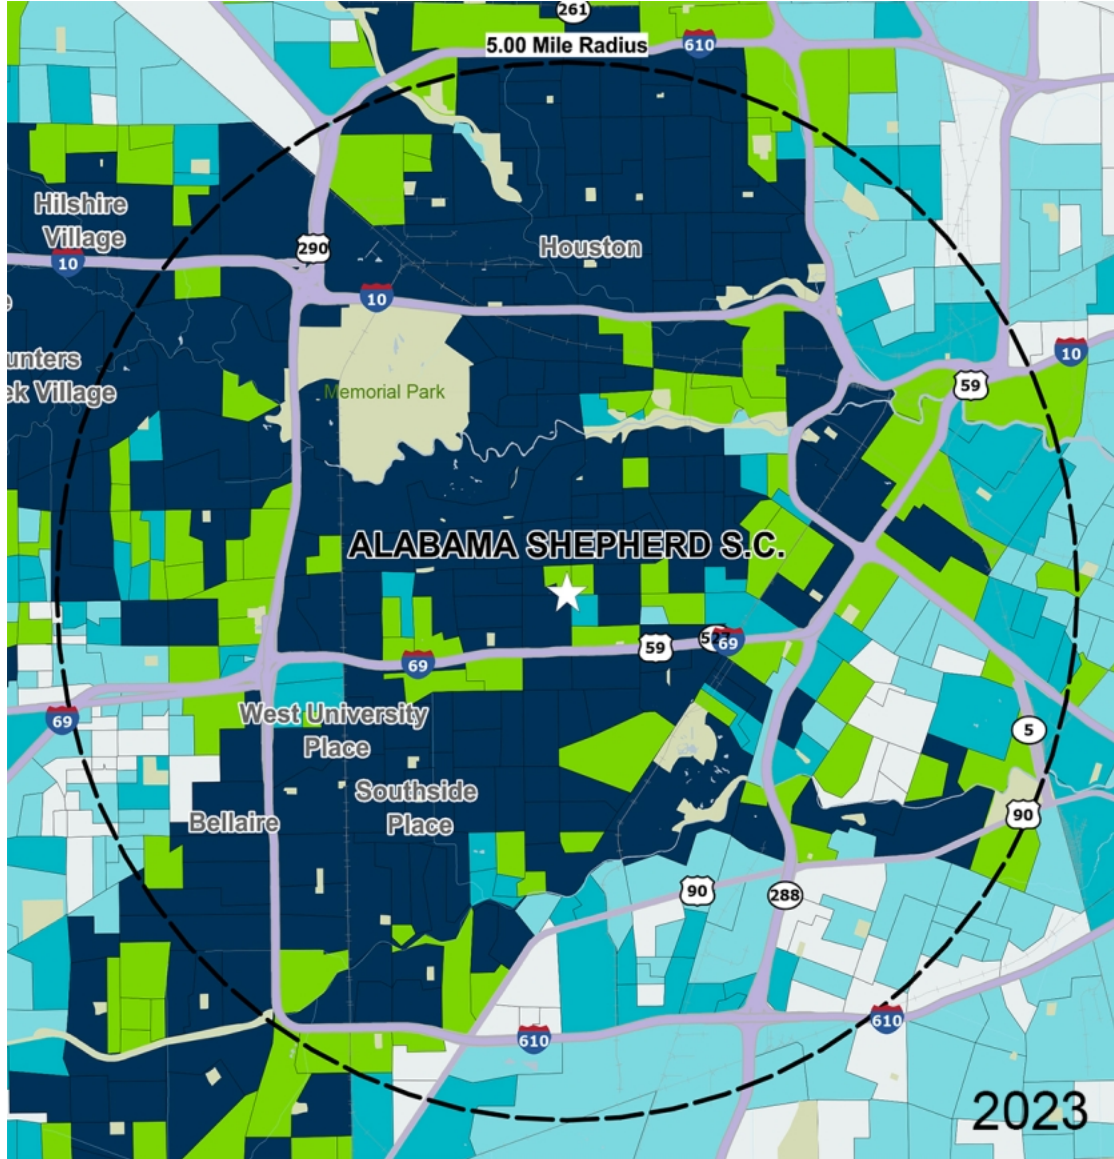 261
5.00 Mile Radius
610
Hilshire
Village
290
Houston
10
10
unters
ek Village
Memorial Park
10
59
ALABAMA SHEPHERD S.C.
59
69
69
69
West University
Place
5
Southside
Place
Bellaire
90
90
288
610
610
2023